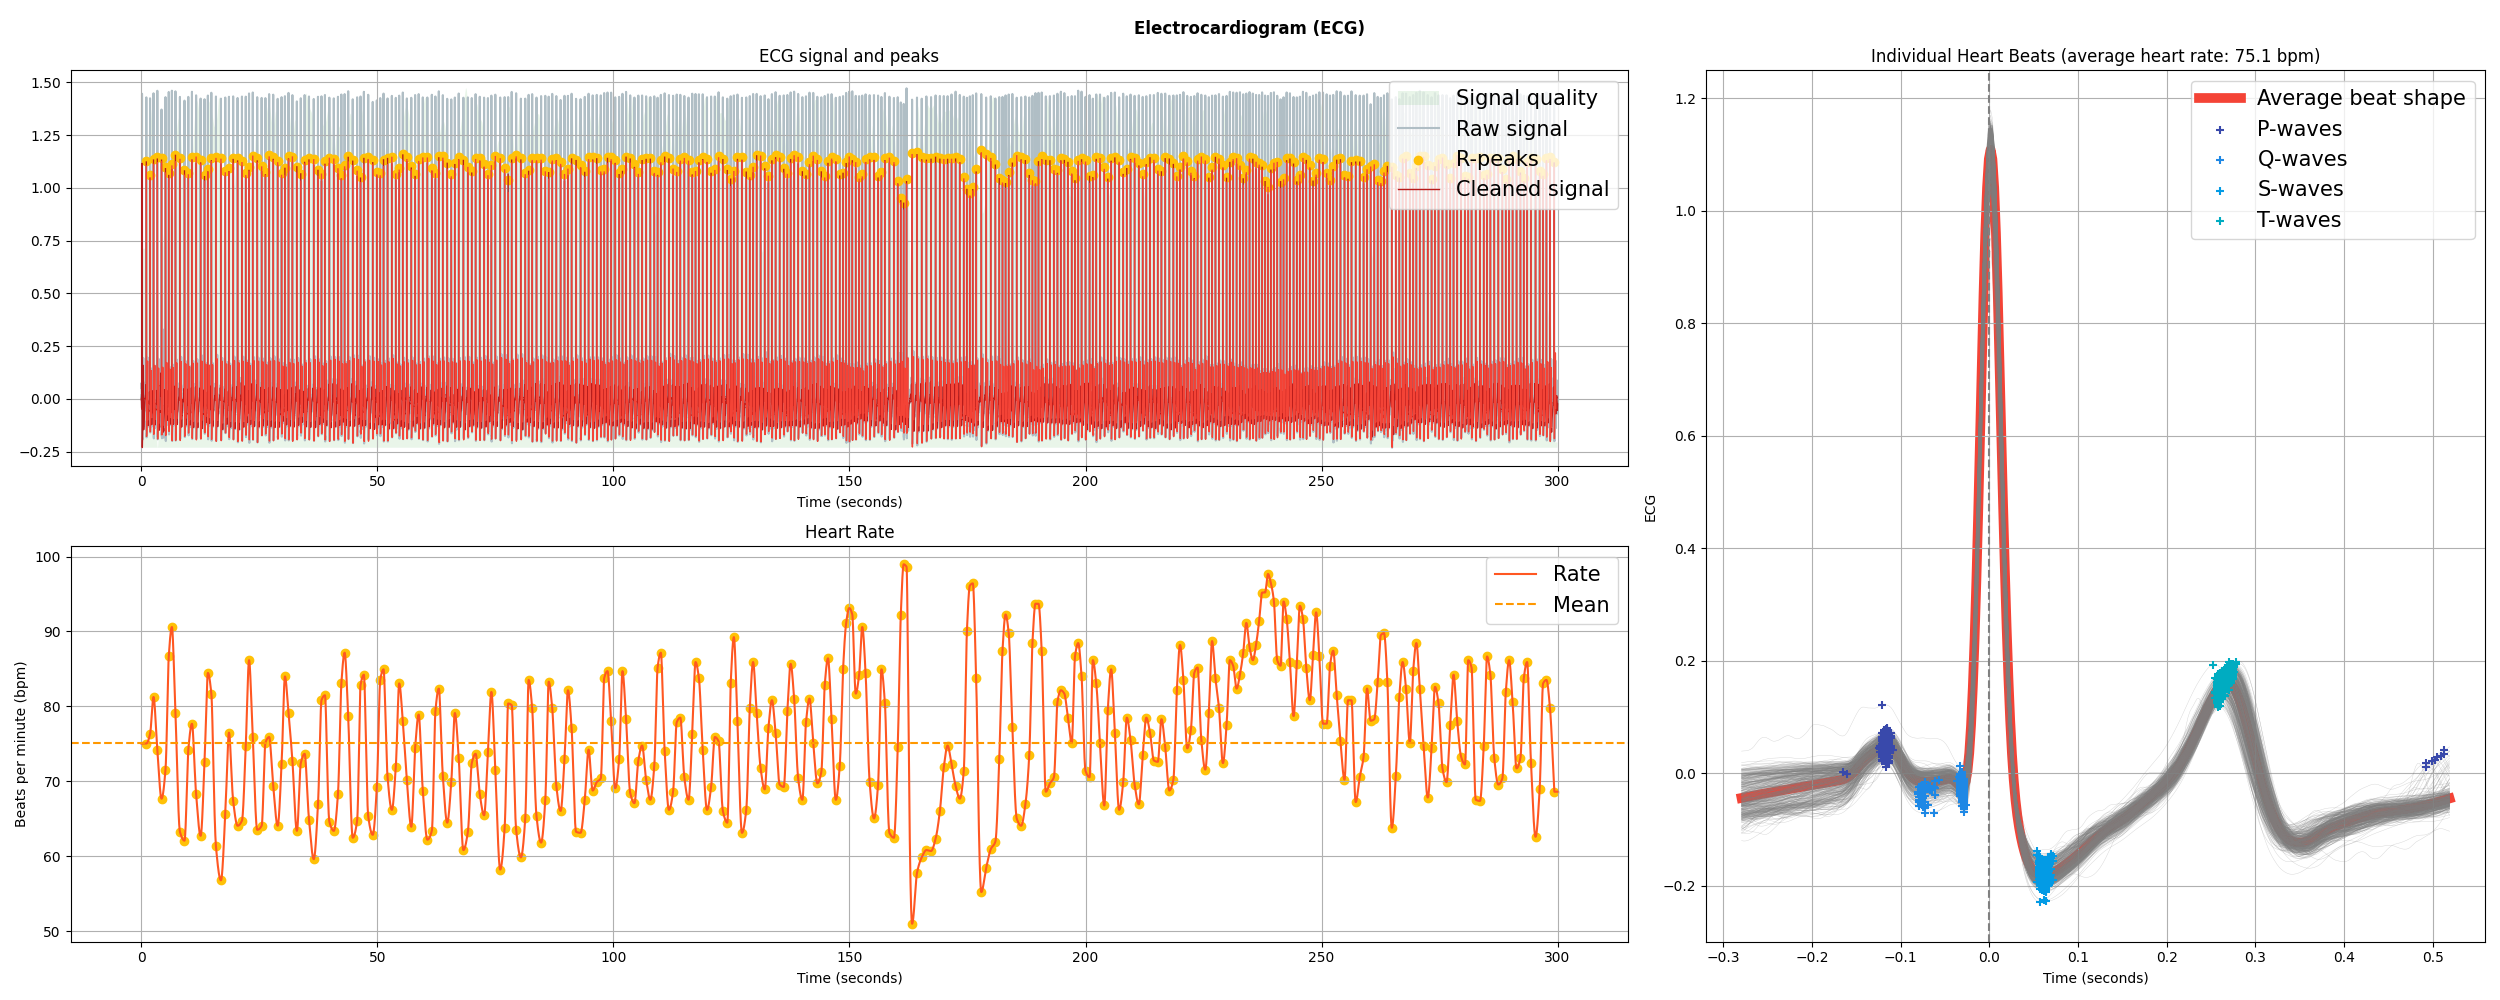 Electrocardiogram (ECG)
ECG signal and peaks
1.50
1.25
1.00
0.75
0.50
0.25
0.00
−0.25
Signal quality
Raw signal
R-peaks
Cleaned signal
0 50 100 150 200 250 300
Time (seconds)
Heart Rate
Beats per minute (bpm)
100
90
80
70
60
50
Rate
Mean
0 50 100 150 200 250 300
Time (seconds)
Individual Heart Beats (average heart rate: 75.1 bpm)
ECG
1.2
1.0
0.8
0.6
0.4
0.2
0.0
−0.2
Average beat shape
P-waves
Q-waves
S-waves
T-waves
−0.3 −0.2 −0.1 0.0 0.1 0.2 0.3 0.4 0.5
Time (seconds)